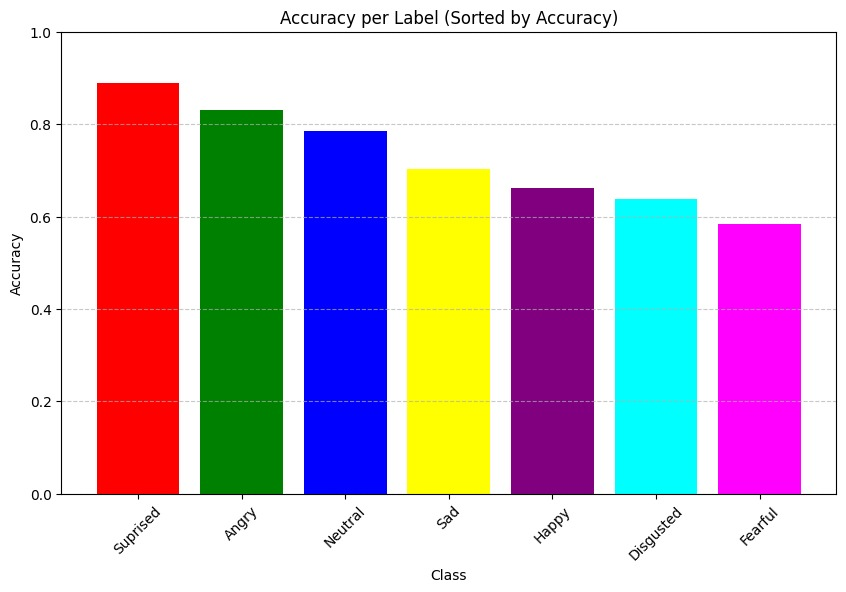 Accuracy per Label (Sorted by Accuracy)
1.0
0.8
0.6
0.4
0.2
0.0
Accuracy
Suprised
Angry
Neutral
Sad
Happy
Disgusted
Fearful
Class